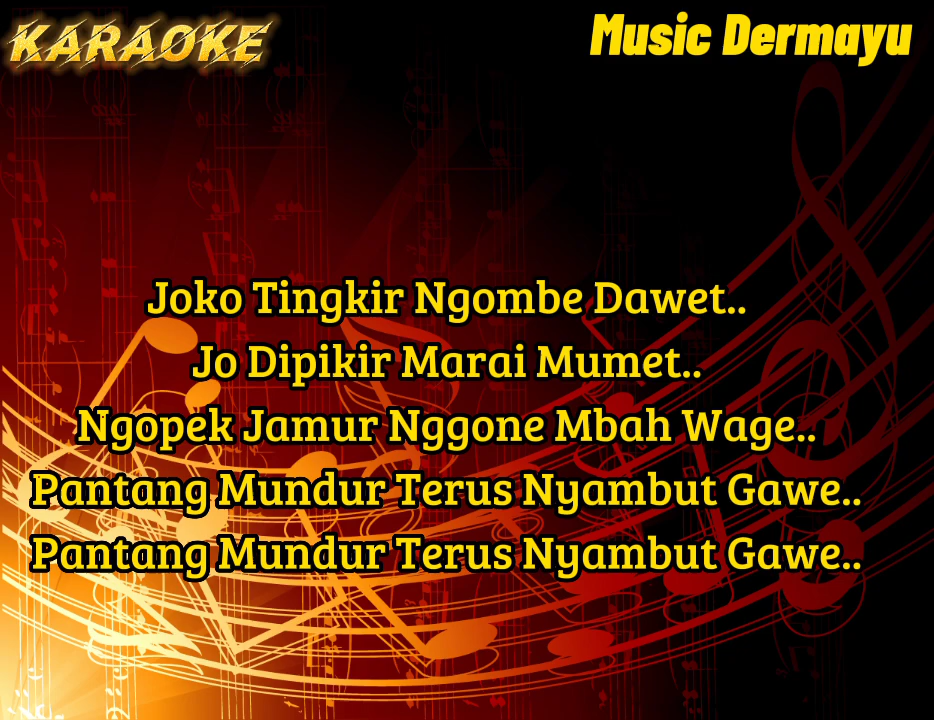 KARAOKE
Music Dermayu
Joko Tingkir Ngombe Dawet..
Jo Dipikir Marai Mumet..
Ngopek Jamur Nggone Mbah Wage..
Pantang Mundur Terus Nyambut Gawe..
Pantang Mundur Terus Nyambut Gawe..